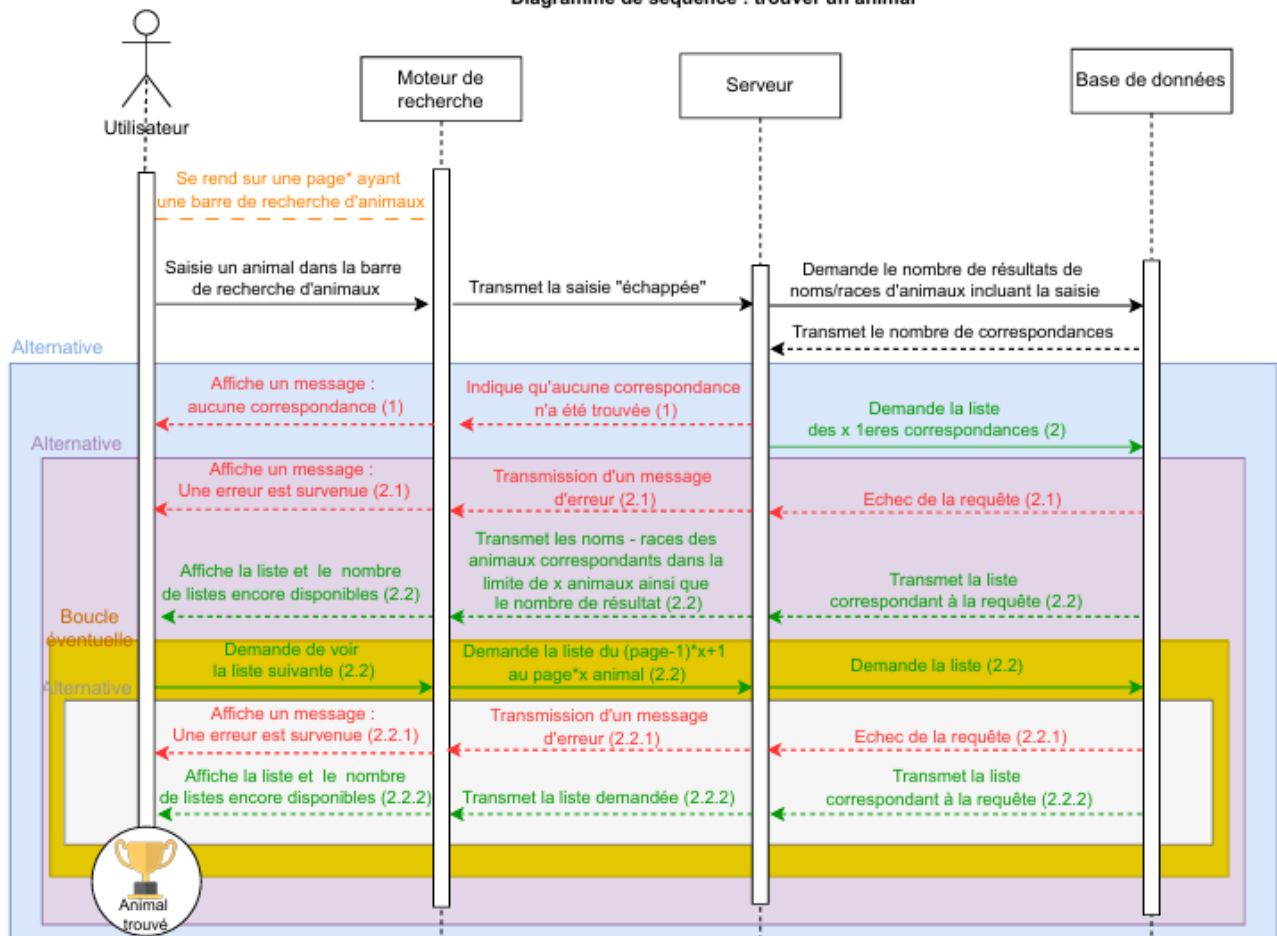 Diagramme de séquence : trouver un animal
Utilisateur
Moteur de
recherche
Serveur
Base de données
Se rend sur une page* ayant
une barre de recherche d'animaux
Saisie un animal dans la barre
de recherche d'animaux
Transmet la saisie "échappée"
Demande le nombre de résultats de
noms/races d'animaux incluant la saisie
Transmet le nombre de correspondances
Alternative
Affiche un message :
aucune correspondance (1)
Indique qu'aucune correspondance
n'a été trouvée (1)
Demande la liste
des x 1eres correspondances (2)
Alternative
Affiche un message :
Une erreur est survenue (2.1)
Transmission d'un message
d'erreur (2.1)
Echec de la requête (2.1)
Affiche la liste et le nombre
de listes encore disponibles (2.2)
Transmet les noms - races des
animaux correspondants dans la
limite de x animaux ainsi que
le nombre de résultat (2.2)
Transmet la liste
correspondant à la requête (2.2)
Boucle
éventuelle
Demande de voir
la liste suivante (2.2)
Demande la liste du (page-1)*x+1
au page*x animal (2.2)
Demande la liste (2.2)
Alternative
Affiche un message :
Une erreur est survenue (2.2.1)
Transmission d'un message
d'erreur (2.2.1)
Echec de la requête (2.2.1)
Affiche la liste et le nombre
de listes encore disponibles (2.2.2)
Transmet la liste demandée (2.2.2)
Transmet la liste
correspondant à la requête (2.2.2)
Animal
trouvé